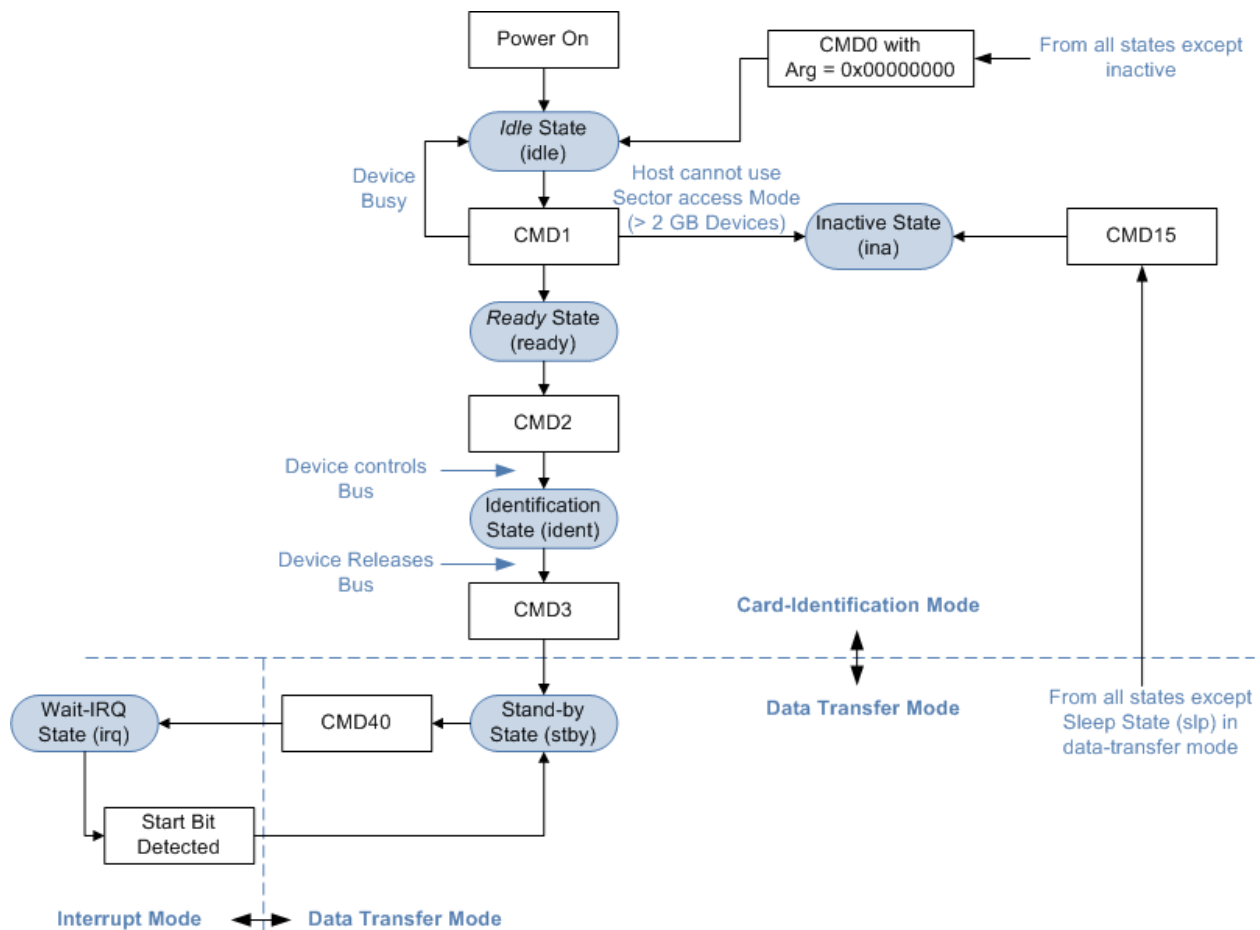 Power On
CMD0 with
Arg = 0x00000000
From all states except
inactive
Idle State
(idle)
Device
Busy
Host cannot use
Sector access Mode
(> 2 GB Devices)
CMD1
Inactive State
(ina)
CMD15
Ready State
(ready)
CMD2
Device controls
Bus
Identification
State (ident)
Device Releases
Bus
CMD3
Card-Identification Mode
Data Transfer Mode
Wait-IRQ
State (irq)
CMD40
Stand-by
State (stby)
From all states except
Sleep State (slp) in
data-transfer mode
Start Bit
Detected
Interrupt Mode
Data Transfer Mode